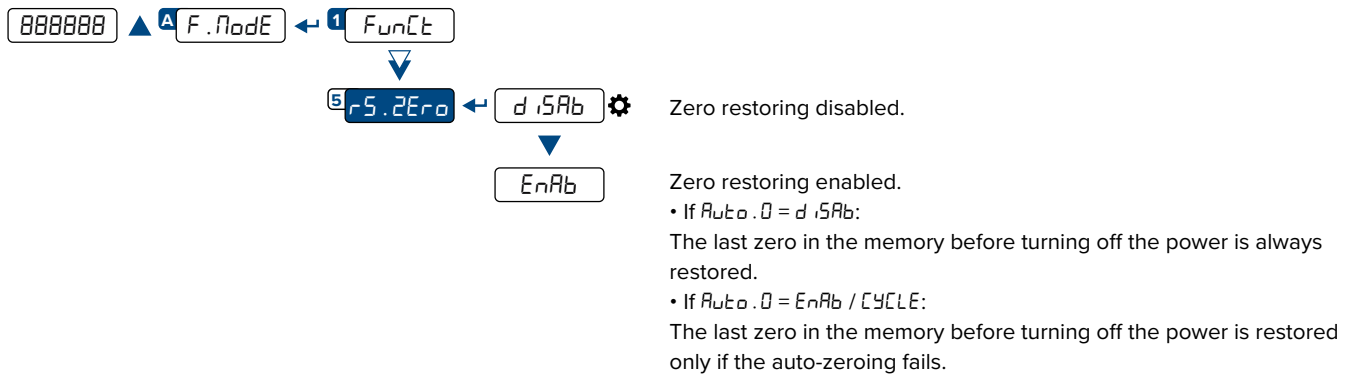 888888 A F.ModE 1 FunCt
5 rS.ZEro diSAb Zero restoring disabled.
EnAb Zero restoring enabled.
• If Auto.0 = diSAb:
The last zero in the memory before turning off the power is always
restored.
• If Auto.0 = EnAb / CYCLE:
The last zero in the memory before turning off the power is restored
only if the auto-zeroing fails.